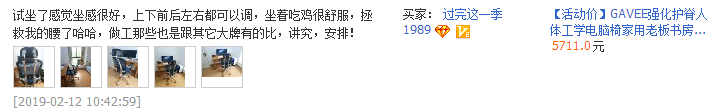 试坐了感觉坐感很好，上下前后左右都可以调，坐着吃鸡很舒服，拯
救我的腰了哈哈，做工那些也是跟其它大牌有的比，讲究，安排！
[2019-02-12 10:42:59]
买家： 过完这一季
1989
【活动价】GAVEE强化护脊人
体工学电脑椅家用老板书房...
5711.0元